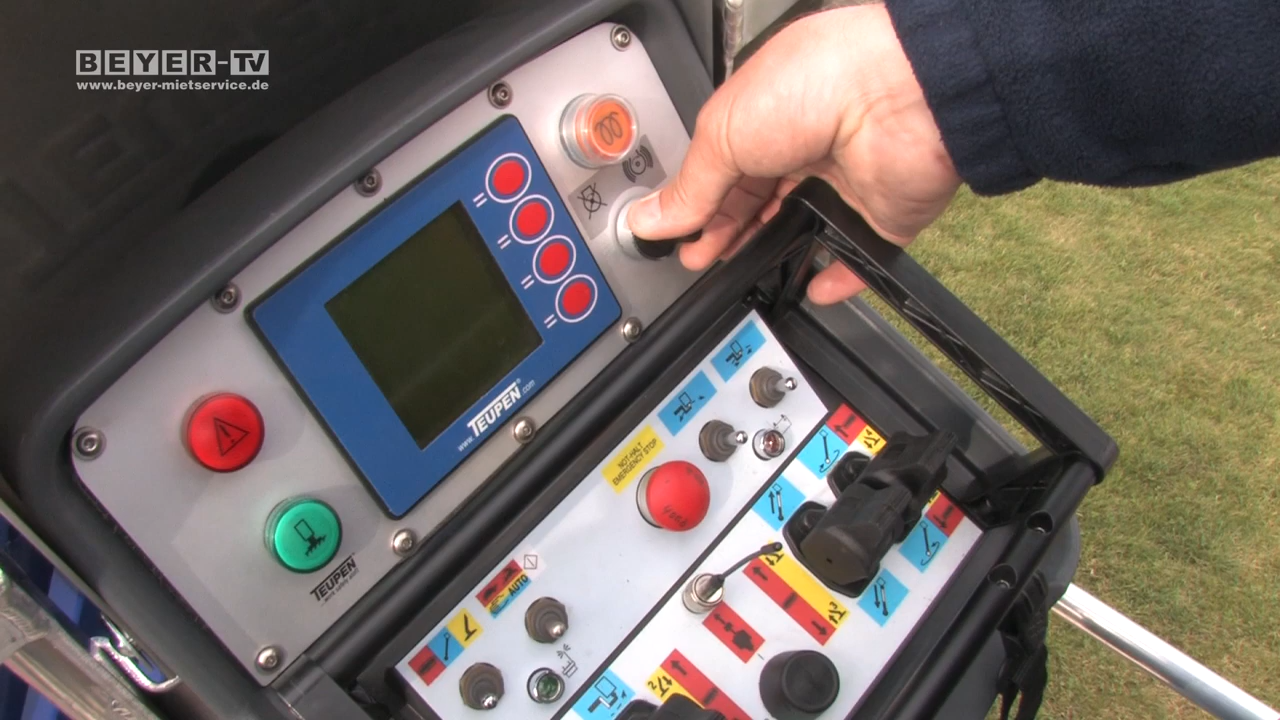 BEYER-TV
www.beyer-mietservice.de
www.TEUPEN.com
NOT-HALT
EMERGENCY STOP
TEUPEN
AUTO